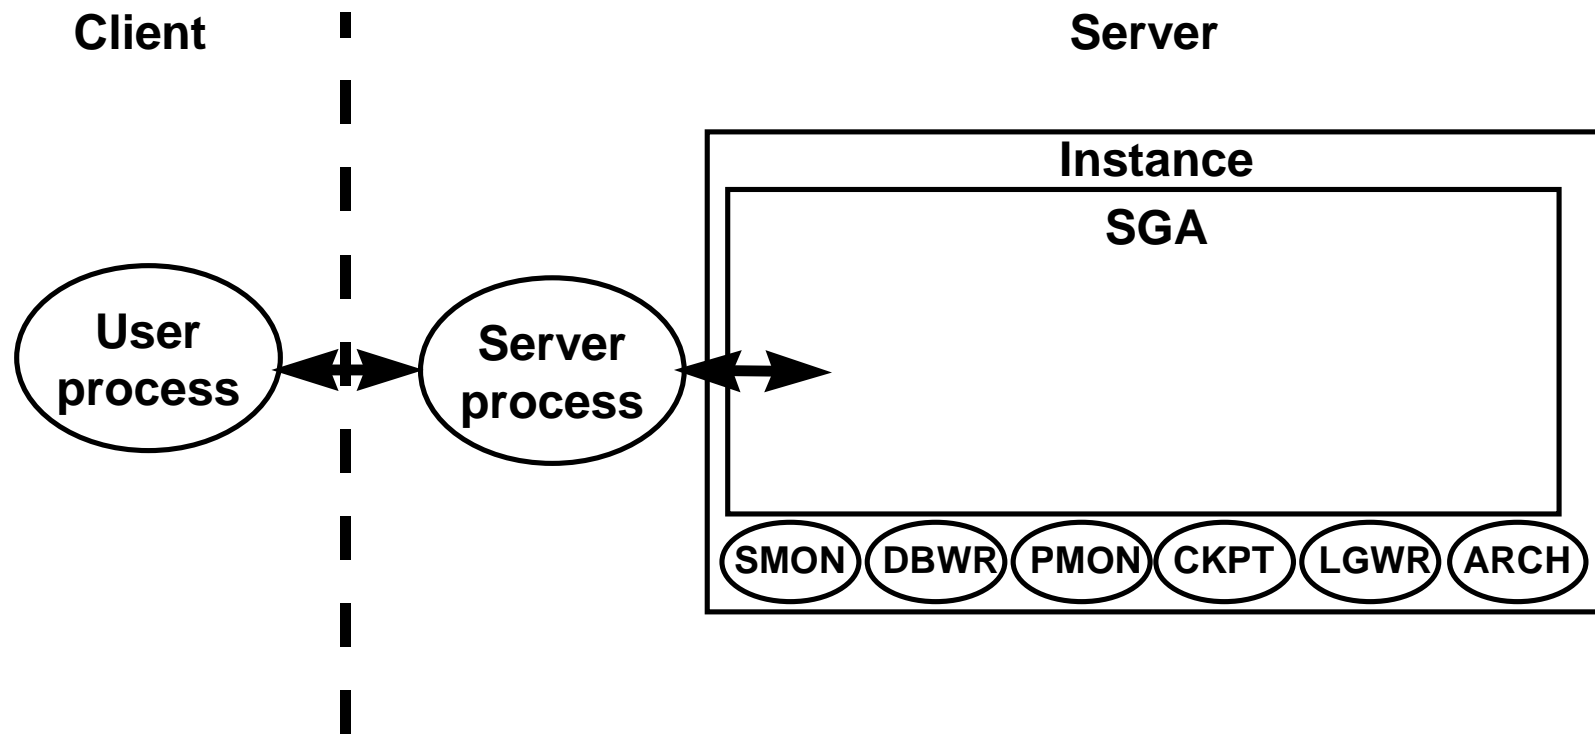 Client
Server
Instance
SGA
User
process
Server
process
SMON
DBWR
PMON
CKPT
LGWR
ARCH